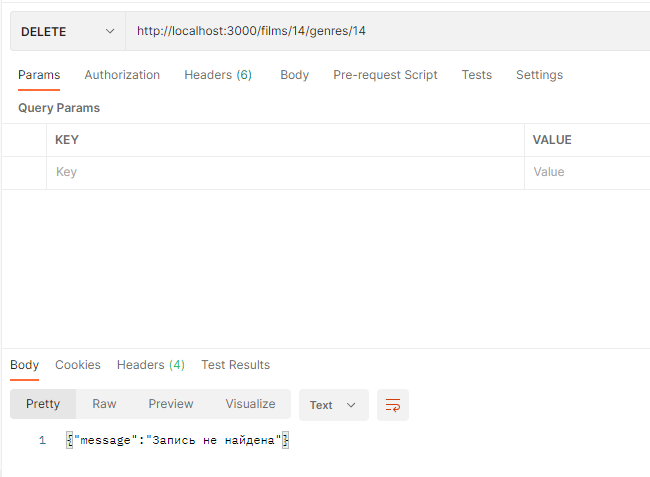 DELETE http://localhost:3000/films/14/genres/14
Params Authorization Headers (6) Body Pre-request Script Tests Settings
Query Params
KEY VALUE
Key Value
Body Cookies Headers (4) Test Results
Pretty Raw Preview Visualize Text
1 {"message":"Запись не найдена"}